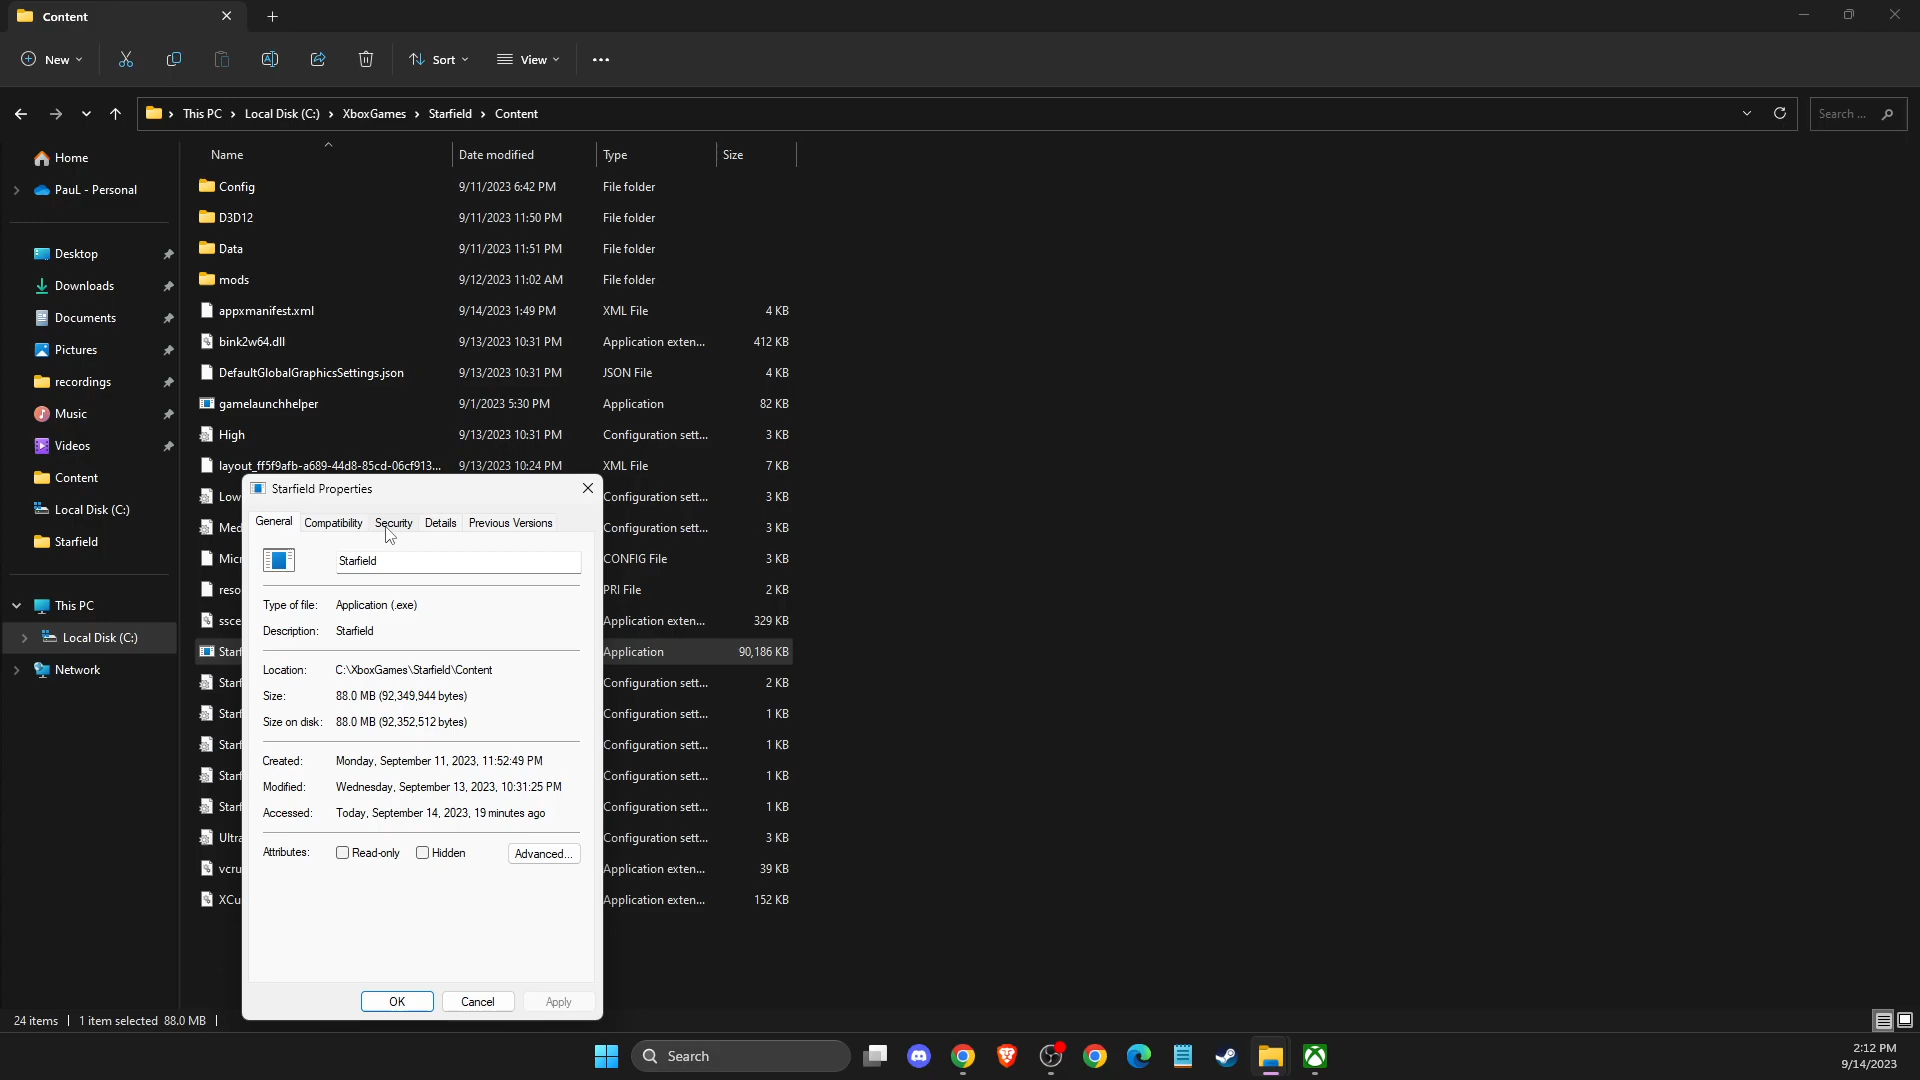 Content
New
Sort
View
This PC > Local Disk (C:) > XboxGames > Starfield > Content
Search ...
Home
PauL - Personal
Desktop
Downloads
Documents
Pictures
recordings
Music
Videos
Content
Local Disk (C:)
Starfield
This PC
Local Disk (C:)
Network
Name Date modified Type Size
Config 9/11/2023 6:42 PM File folder
D3D12 9/11/2023 11:50 PM File folder
Data 9/11/2023 11:51 PM File folder
mods 9/12/2023 11:02 AM File folder
appxmanifest.xml 9/14/2023 1:49 PM XML File 4 KB
bink2w64.dll 9/13/2023 10:31 PM Application exten... 412 KB
DefaultGlobalGraphicsSettings.json 9/13/2023 10:31 PM JSON File 4 KB
gamelaunchhelper 9/1/2023 5:30 PM Application 82 KB
High 9/13/2023 10:31 PM Configuration sett... 3 KB
layout_ff5f9afb-a689-44d8-85cd-06cf913... 9/13/2023 10:24 PM XML File 7 KB
Low Configuration sett... 3 KB
Med Configuration sett... 3 KB
Micr CONFIG File 3 KB
reso PRI File 2 KB
ssce Application exten... 329 KB
Starf Application 90,186 KB
Starf Configuration sett... 2 KB
Starf Configuration sett... 1 KB
Starf Configuration sett... 1 KB
Starf Configuration sett... 1 KB
Starf Configuration sett... 1 KB
Ultra Configuration sett... 3 KB
vcru Application exten... 39 KB
XCu Application exten... 152 KB
Starfield Properties
General Compatibility Security Details Previous Versions
Starfield
Type of file: Application (.exe)
Description: Starfield
Location: C:\XboxGames\Starfield\Content
Size: 88.0 MB (92,349,944 bytes)
Size on disk: 88.0 MB (92,352,512 bytes)
Created: Monday, September 11, 2023, 11:52:49 PM
Modified: Wednesday, September 13, 2023, 10:31:25 PM
Accessed: Today, September 14, 2023, 19 minutes ago
Attributes: Read-only Hidden Advanced...
OK Cancel Apply
24 items 1 item selected 88.0 MB
Search
2:12 PM
9/14/2023